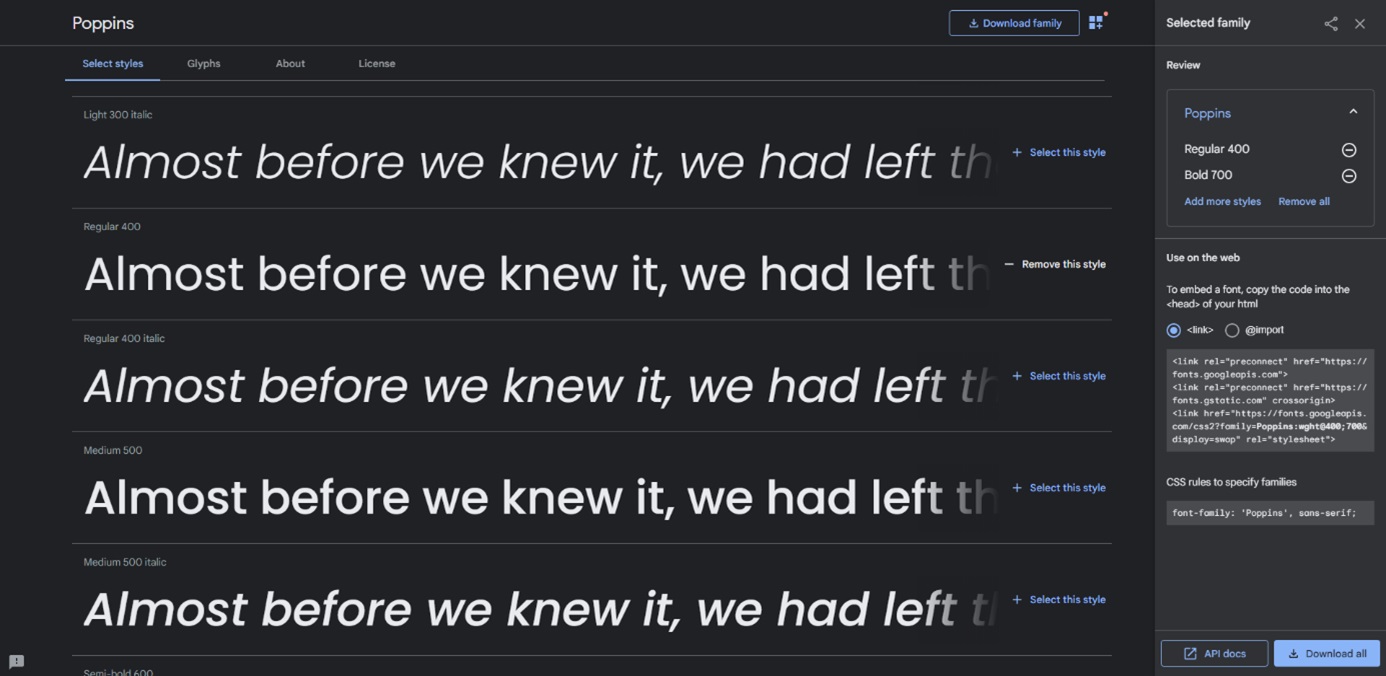 Poppins
Download family
Select styles
Glyphs
About
License
Light 300 italic
Almost before we knew it, we had left
Select this style
Regular 400
Almost before we knew it, we had left
Remove this style
Regular 400 italic
Almost before we knew it, we had left
Select this style
Medium 500
Almost before we knew it, we had left
Select this style
Medium 500 italic
Almost before we knew it, we had left
Select this style
Semi-bold 600
Selected family
Review
Poppins
Regular 400
Bold 700
Add more styles Remove all
Use on the web
To embed a font, copy the code into the
<head> of your html
<link> @import
<link rel="preconnect" href="https://
fonts.googleapis.com">
<link rel="preconnect" href="https://
fonts.gstatic.com" crossorigin>
<link href="https://fonts.googleapis.
com/css2?family=Poppins:wght@400;700&
display=swap" rel="stylesheet">
CSS rules to specify families
font-family: 'Poppins', sans-serif;
API docs
Download all